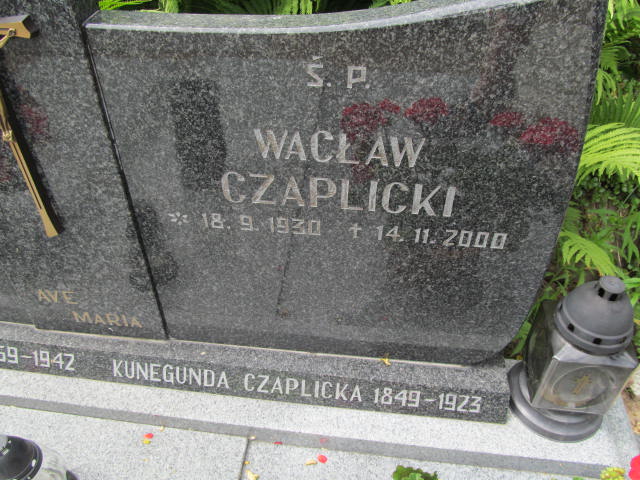 Ś. P.
WACŁAW
CZAPLICKI
* 18. 9. 1930 † 14. 11. 2000
AVE
MARIA
59-1942 KUNEGUNDA CZAPLICKA 1849-1923